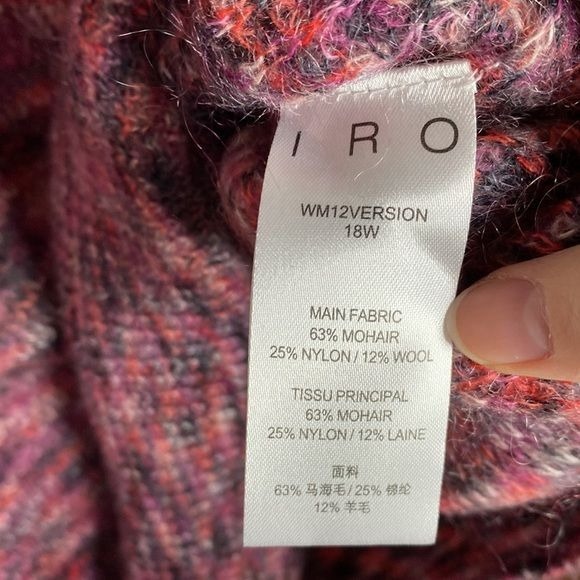 IRO
WM12VERSION
18W
MAIN FABRIC
63% MOHAIR
25% NYLON / 12% WOOL
TISSU PRINCIPAL
63% MOHAIR
25% NYLON / 12% LAINE
面料
63% 马海毛/25% 锦纶
12% 羊毛